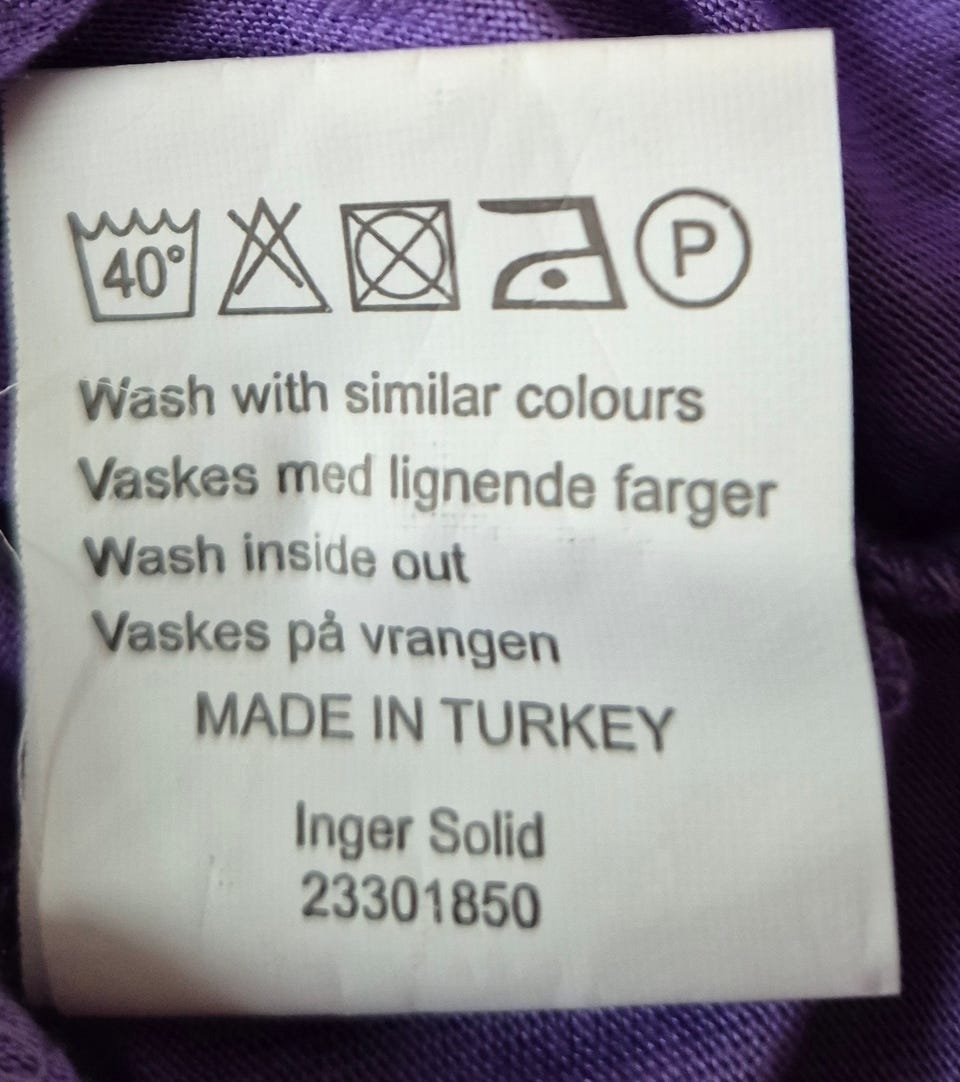 40°
P
Wash with similar colours
Vaskes med lignende farger
Wash inside out
Vaskes på vrangen
MADE IN TURKEY
Inger Solid
23301850